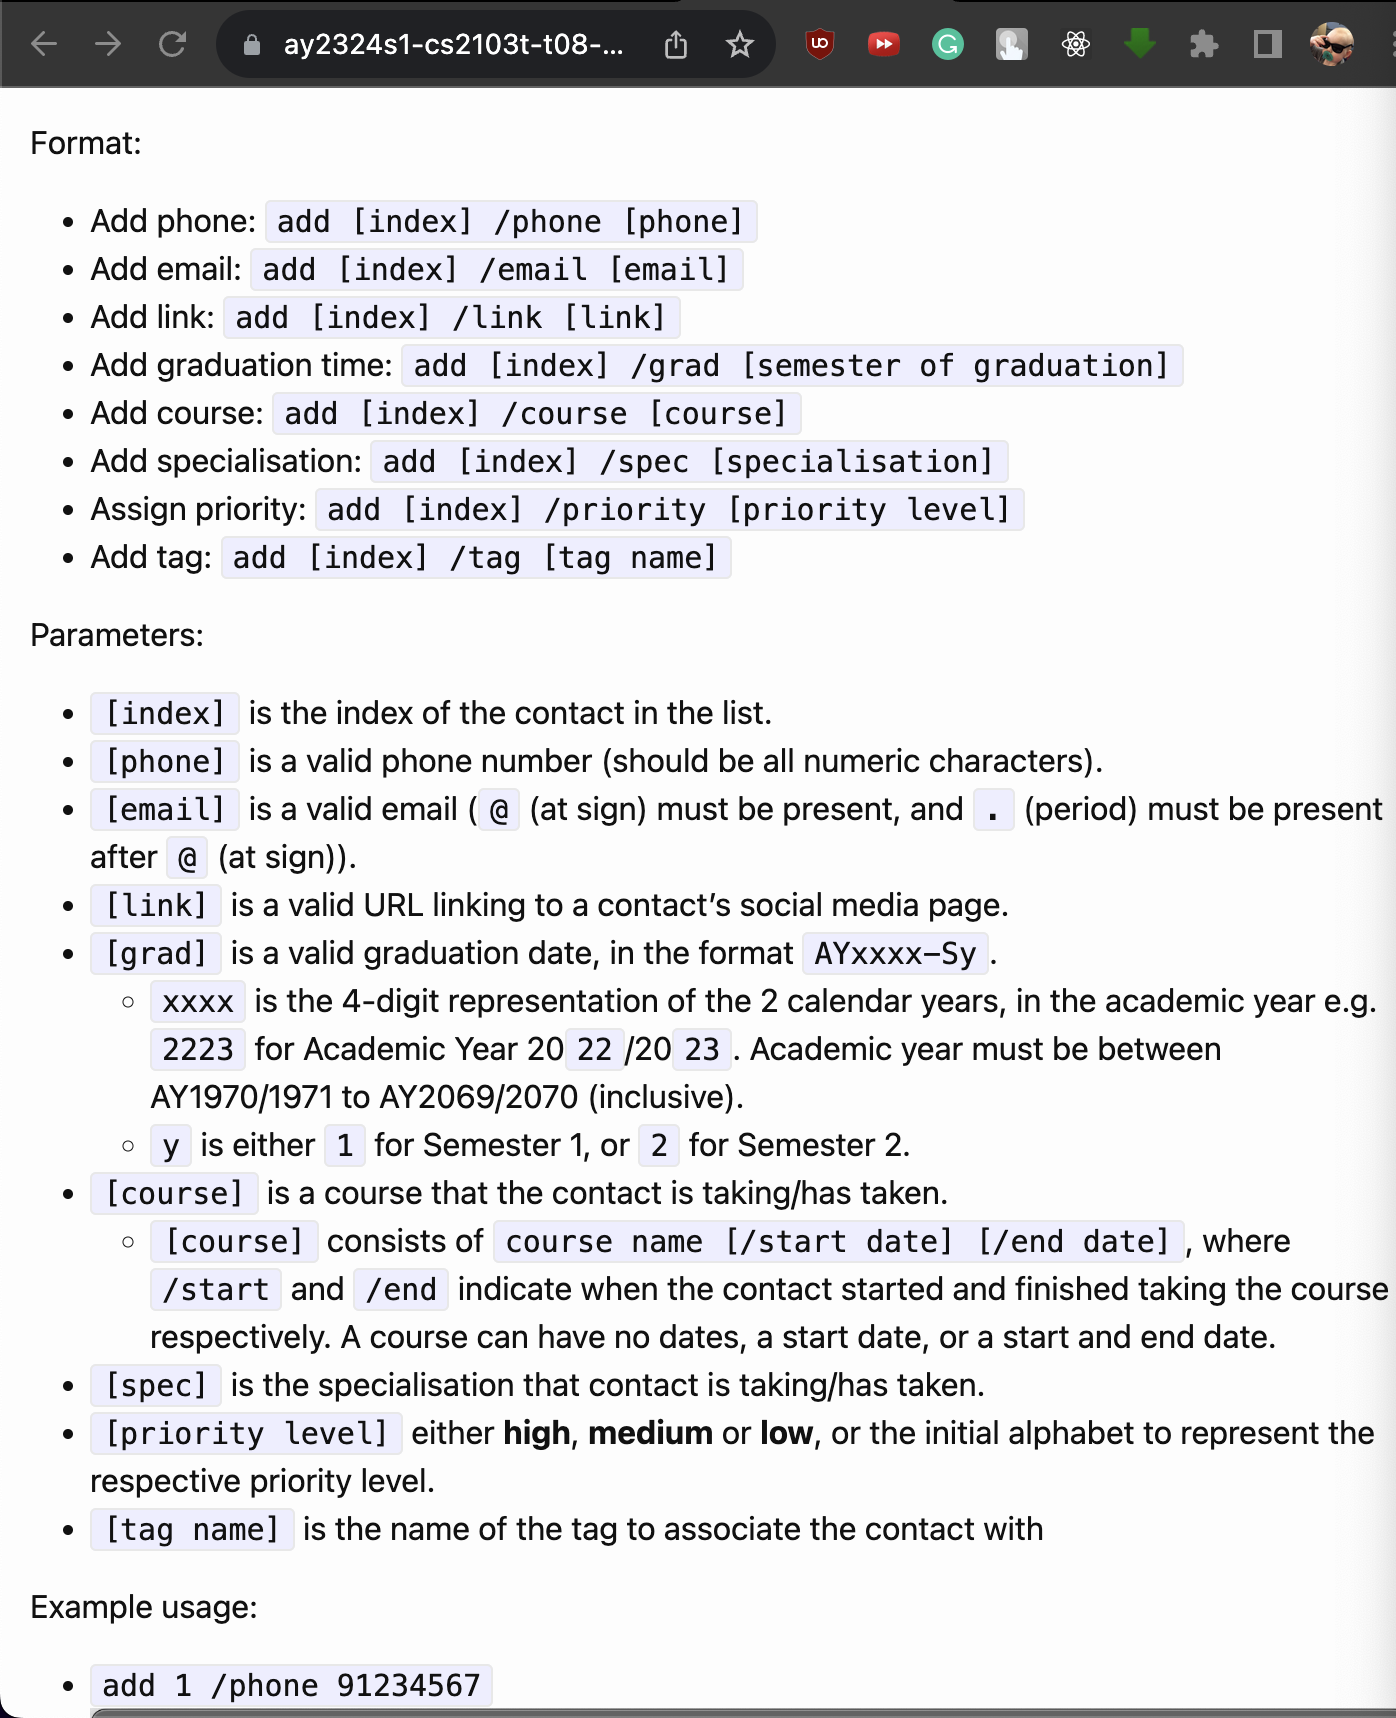 ay2324s1-cs2103t-t08-...
Format:
• Add phone: add [index] /phone [phone]
• Add email: add [index] /email [email]
• Add link: add [index] /link [link]
• Add graduation time: add [index] /grad [semester of graduation]
• Add course: add [index] /course [course]
• Add specialisation: add [index] /spec [specialisation]
• Assign priority: add [index] /priority [priority level]
• Add tag: add [index] /tag [tag name]
Parameters:
• [index] is the index of the contact in the list.
• [phone] is a valid phone number (should be all numeric characters).
• [email] is a valid email ( @ (at sign) must be present, and . (period) must be present
after @ (at sign)).
• [link] is a valid URL linking to a contact’s social media page.
• [grad] is a valid graduation date, in the format AYxxxx-Sy .
◦ xxxx is the 4-digit representation of the 2 calendar years, in the academic year e.g.
2223 for Academic Year 20 22 /20 23 . Academic year must be between
AY1970/1971 to AY2069/2070 (inclusive).
◦ y is either 1 for Semester 1, or 2 for Semester 2.
• [course] is a course that the contact is taking/has taken.
◦ [course] consists of course name [/start date] [/end date] , where
/start and /end indicate when the contact started and finished taking the course
respectively. A course can have no dates, a start date, or a start and end date.
• [spec] is the specialisation that contact is taking/has taken.
• [priority level] either high, medium or low, or the initial alphabet to represent the
respective priority level.
• [tag name] is the name of the tag to associate the contact with
Example usage:
• add 1 /phone 91234567